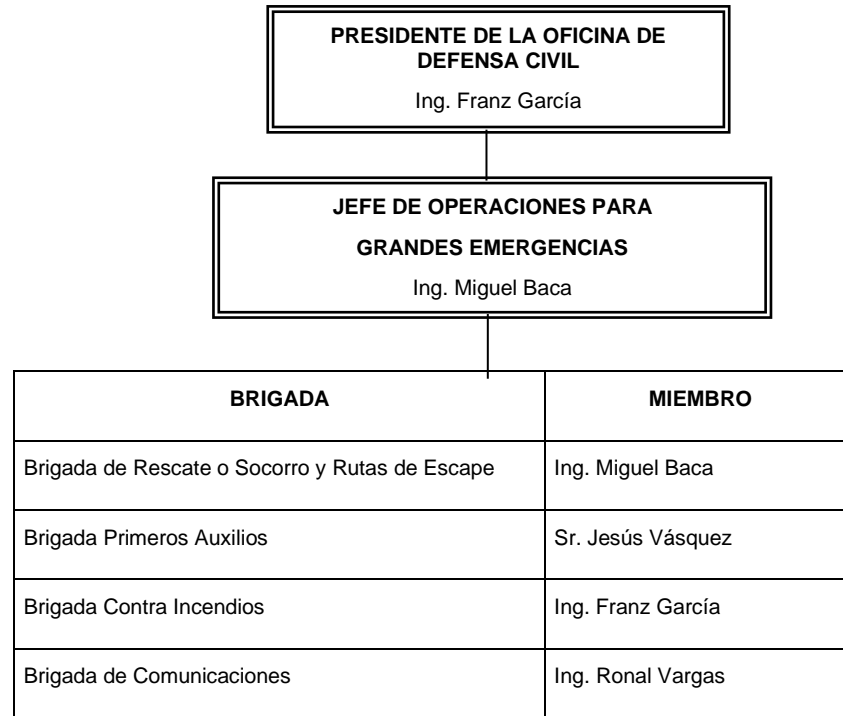 PRESIDENTE DE LA OFICINA DE
DEFENSA CIVIL
Ing. Franz García
JEFE DE OPERACIONES PARA
GRANDES EMERGENCIAS
Ing. Miguel Baca
BRIGADA MIEMBRO
Brigada de Rescate o Socorro y Rutas de Escape Ing. Miguel Baca
Brigada Primeros Auxilios Sr. Jesús Vásquez
Brigada Contra Incendios Ing. Franz García
Brigada de Comunicaciones Ing. Ronal Vargas